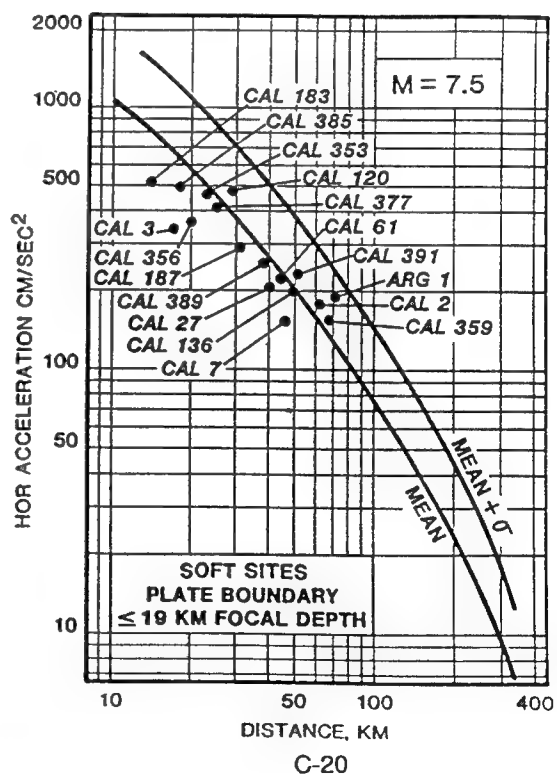 2000
1000
500
100
50
10
HOR ACCELERATION CM/SEC²
M = 7.5
CAL 183
CAL 385
CAL 353
CAL 120
CAL 377
CAL 61
CAL 3
CAL 356
CAL 187
CAL 391
CAL 389
ARG 1
CAL 27
CAL 2
CAL 136
CAL 359
CAL 7
MEAN + σ
MEAN
SOFT SITES
PLATE BOUNDARY
≤ 19 KM FOCAL DEPTH
10 50 100 400
DISTANCE, KM
C-20